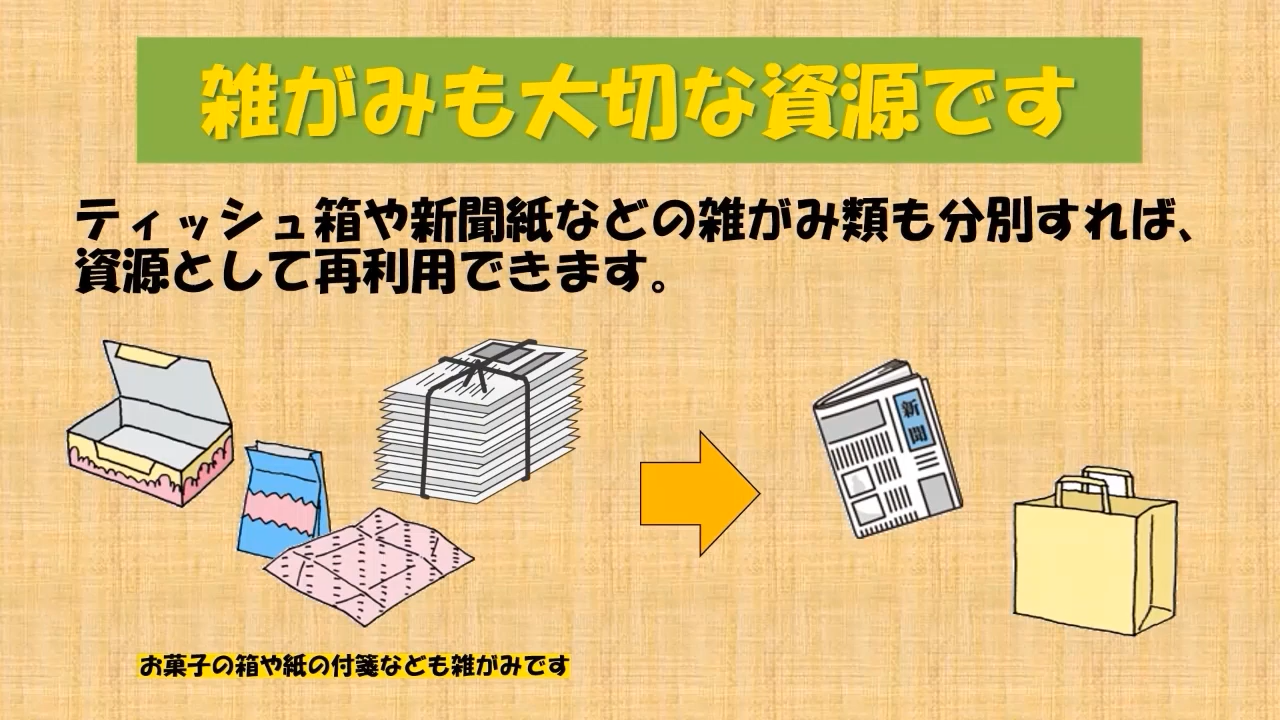 雑がみも大切な資源です
ティッシュ箱や新聞紙などの雑がみ類も分別すれば、
資源として再利用できます。
新
聞
お菓子の箱や紙の付箋なども雑がみです